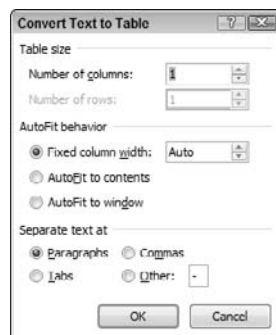 Convert Text to Table
Table size
Number of columns: 1
Number of rows: 1
AutoFit behavior
Fixed column width: Auto
AutoFit to contents
AutoFit to window
Separate text at
Paragraphs Commas
Tabs Other: -
OK Cancel